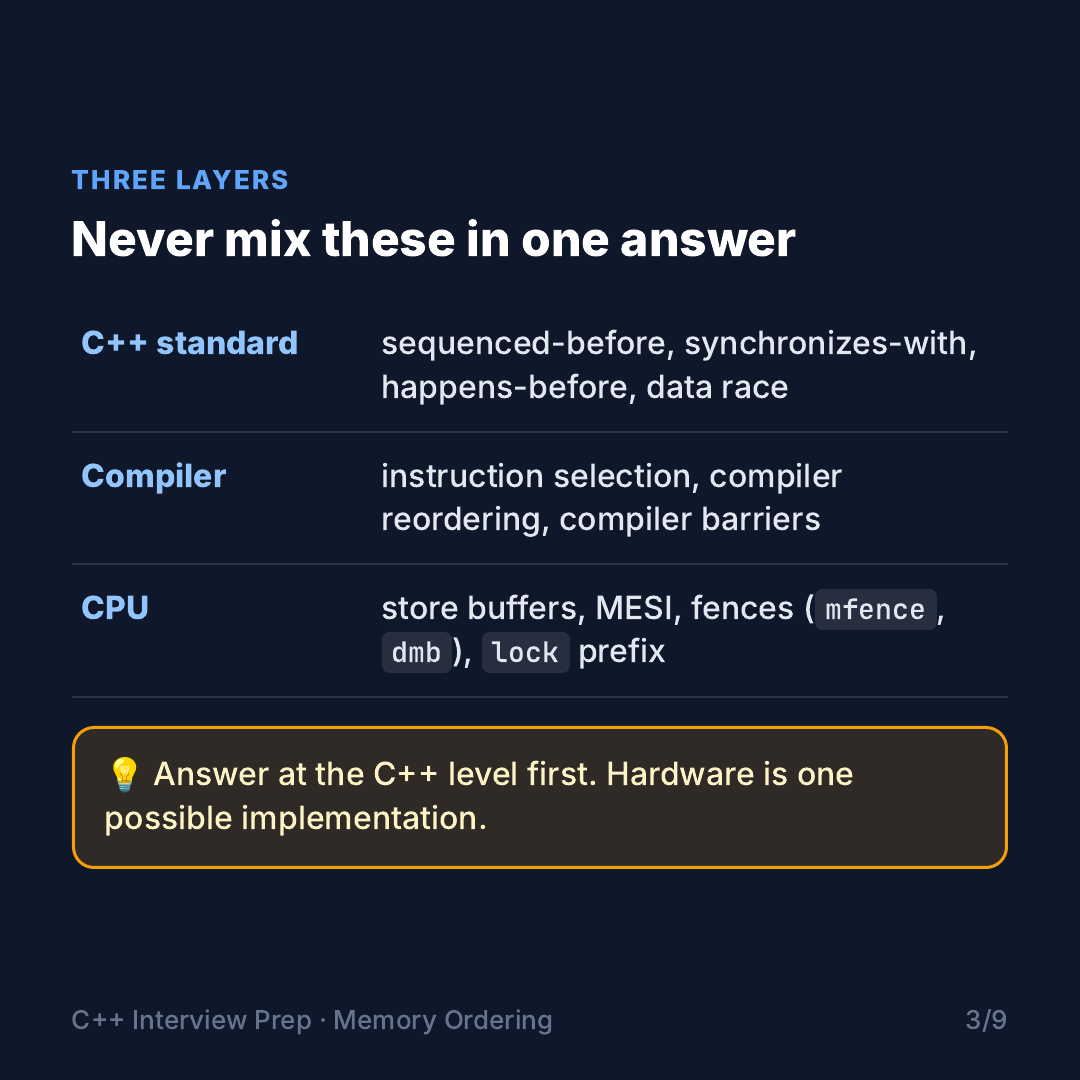 THREE LAYERS
Never mix these in one answer
C++ standard
sequenced-before, synchronizes-with,
happens-before, data race
Compiler
instruction selection, compiler
reordering, compiler barriers
CPU
store buffers, MESI, fences (mfence,
dmb), lock prefix
💡 Answer at the C++ level first. Hardware is one
possible implementation.
C++ Interview Prep · Memory Ordering
3/9